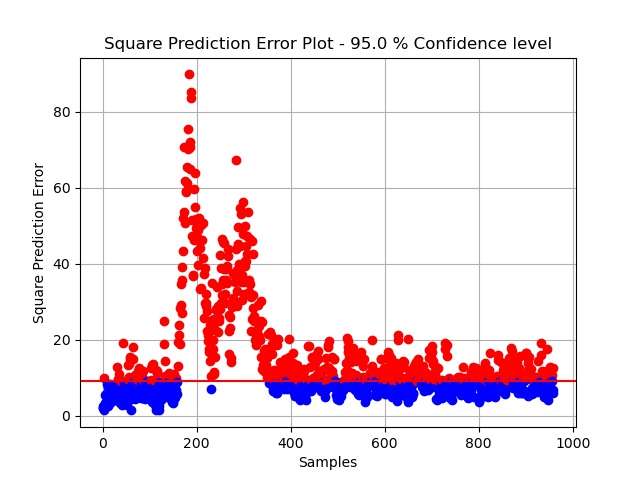 Square Prediction Error Plot - 95.0 % Confidence level
Square Prediction Error
80
60
40
20
0
0 200 400 600 800 1000
Samples